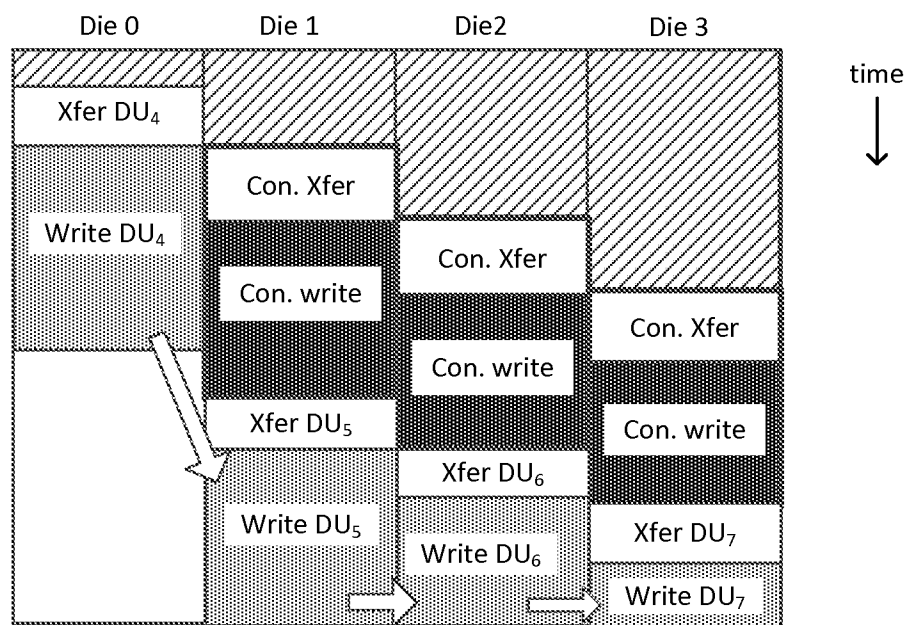 Die 0 Die 1 Die2 Die 3
time
Xfer DU₄
Con. Xfer
Write DU₄
Con. Xfer
Con. write
Con. Xfer
Con. write
Xfer DU₅
Con. write
Xfer DU₆
Write DU₅
Xfer DU₇
Write DU₆
Write DU₇